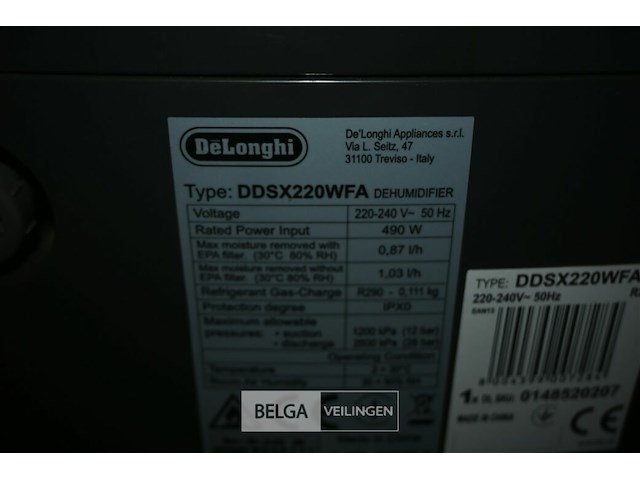 DeLonghi
De'Longhi Appliances s.r.l.
Via L. Seitz, 47
31100 Treviso - Italy
Type: DDSX220WFA DEHUMIDIFIER
Voltage 220-240 V~ 50 Hz
Rated Power Input 490 W
Max moisture removed with
EPA filter. (30°C 80% RH) 0,87 l/h
Max moisture removed without
EPA filter. (30°C 80% RH) 1,03 l/h
Refrigerant Gas-Charge R290 - 0,111 kg
Protection degree IPX0
Maximum allowable
pressures: - suction 1200 kPa (12 bar)
- discharge
Operating Condition
Temperature
TYPE: DDSX220WFA
220-240V~ 50Hz
EAN13
1x 0148520207
MADE IN CHINA
CE
BELGA VEILINGEN